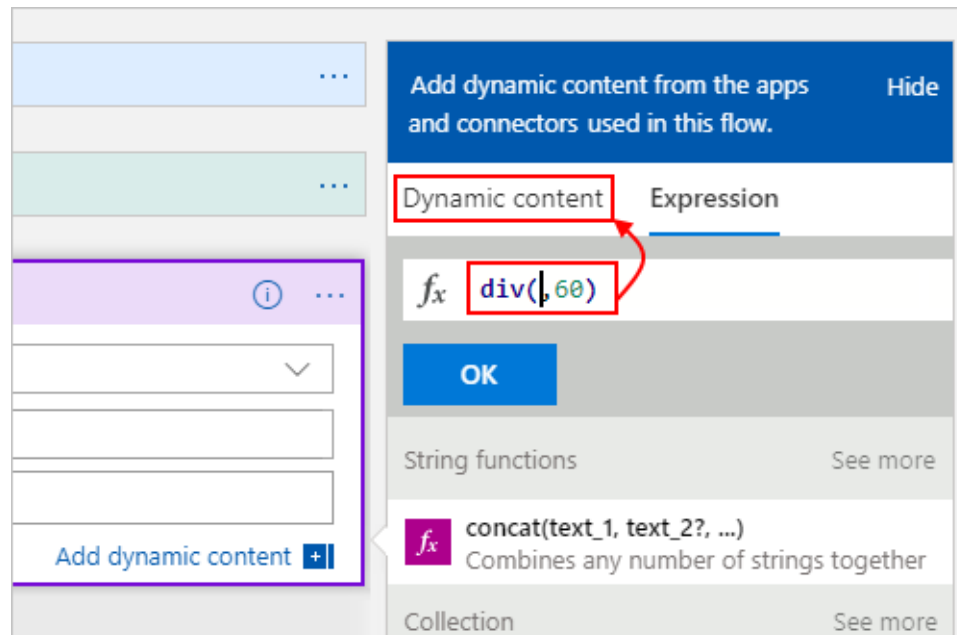 Add dynamic content from the apps
and connectors used in this flow.
Hide
Dynamic content
Expression
fx
div(,60)
OK
String functions
See more
fx
concat(text_1, text_2?, ...)
Combines any number of strings together
Add dynamic content
Collection
See more